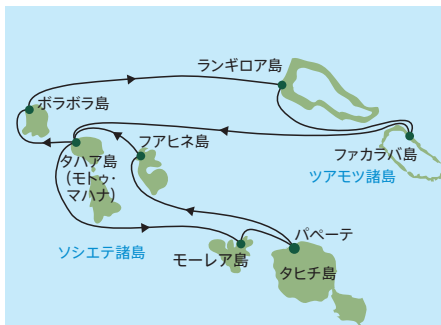 ランギロア島
ボラボラ島
フアヒネ島
ファカラバ島
タハア島
(モトゥ・
マハナ)
ツアモツ諸島
パペーテ
ソシエテ諸島
モーレア島
タヒチ島